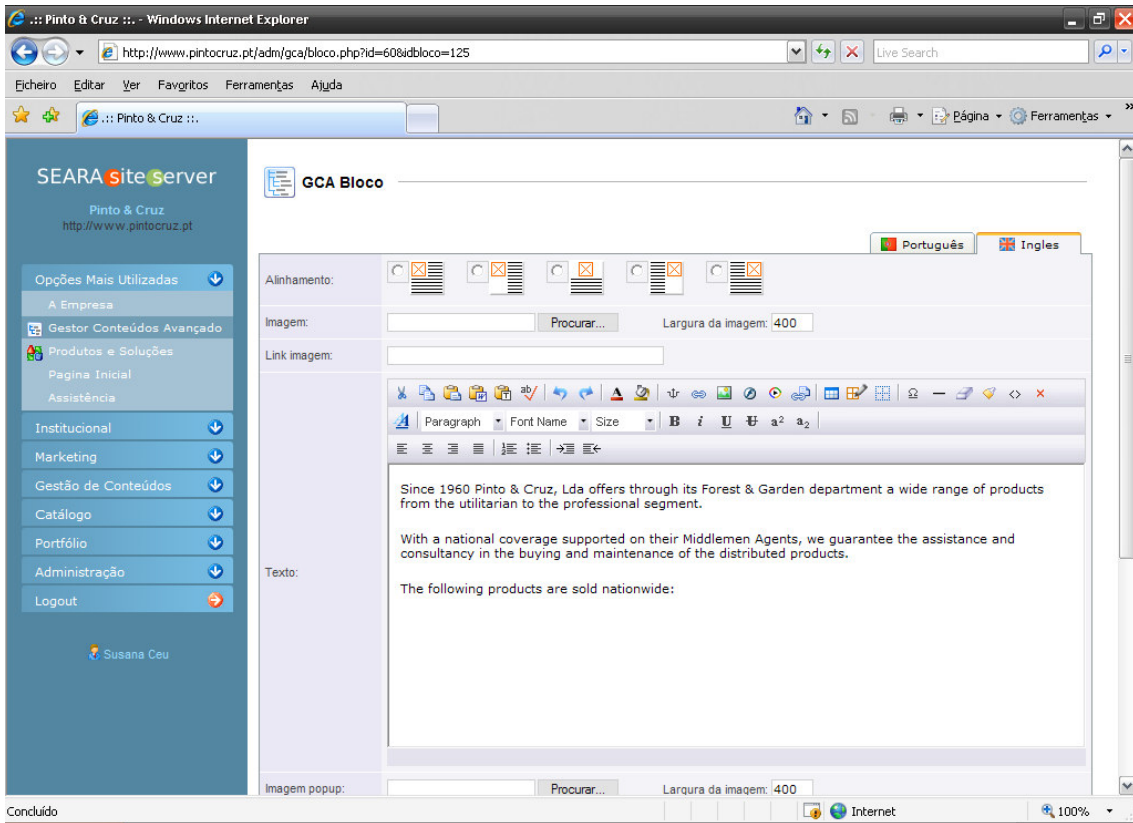 .:: Pinto & Cruz ::. - Windows Internet Explorer
http://www.pintocruz.pt/adm/gca/bloco.php?id=60&idbloco=125
Live Search
Ficheiro Editar Ver Favoritos Ferramentas Ajuda
.:: Pinto & Cruz ::.
Página
Ferramentas
»
SEARA site server
Pinto & Cruz
http://www.pintocruz.pt
Opções Mais Utilizadas
A Empresa
Gestor Conteúdos Avançado
Produtos e Soluções
Pagina Inicial
Assistência
Institucional
Marketing
Gestão de Conteúdos
Catálogo
Portfólio
Administração
Logout
Susana Ceu
GCA Bloco
Português Ingles
Alinhamento:
Imagem: Procurar... Largura da imagem: 400
Link imagem:
Paragraph Font Name Size B i U U a² a₂
Texto:
Since 1960 Pinto & Cruz, Lda offers through its Forest & Garden department a wide range of products
from the utilitarian to the professional segment.
With a national coverage supported on their Middlemen Agents, we guarantee the assistance and
consultancy in the buying and maintenance of the distributed products.
The following products are sold nationwide:
Imagem popup: Procurar... Largura da imagem: 400
Concluído
Internet
100%